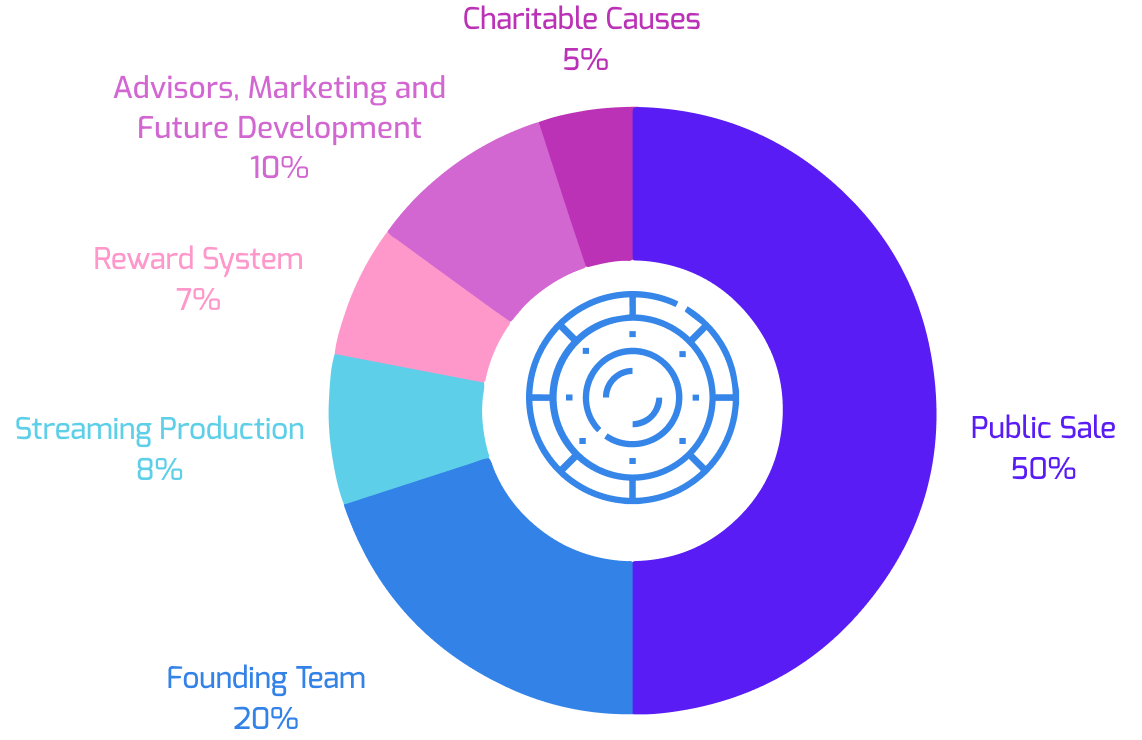 Charitable Causes
5%
Advisors, Marketing and
Future Development
10%
Reward System
7%
Streaming Production
8%
Public Sale
50%
Founding Team
20%